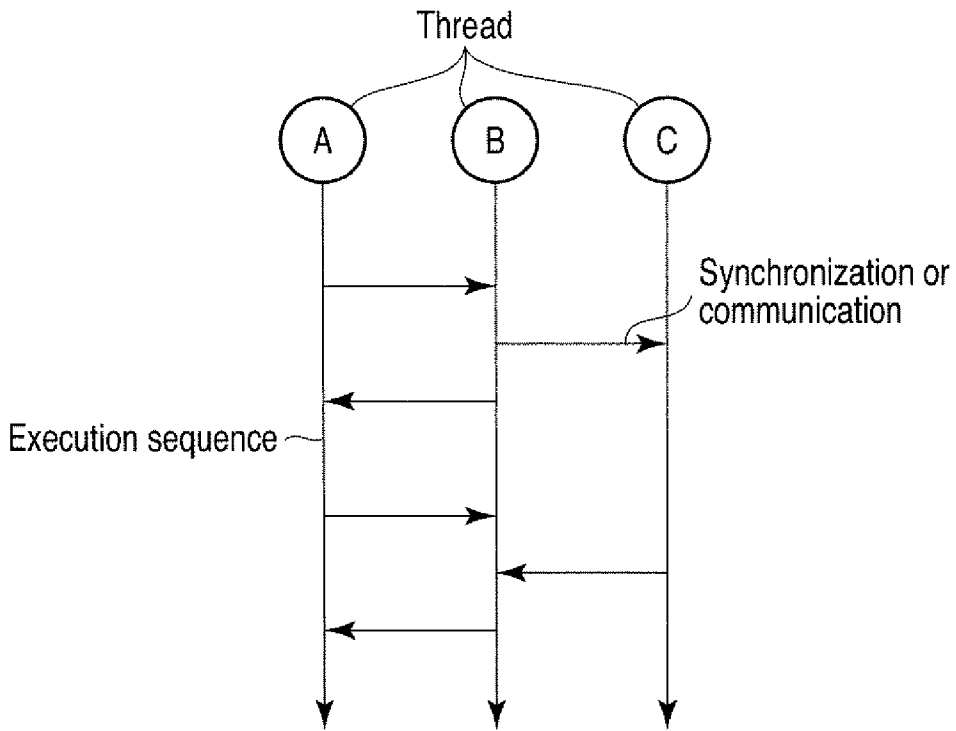 Thread
A
B
C
Synchronization or
communication
Execution sequence